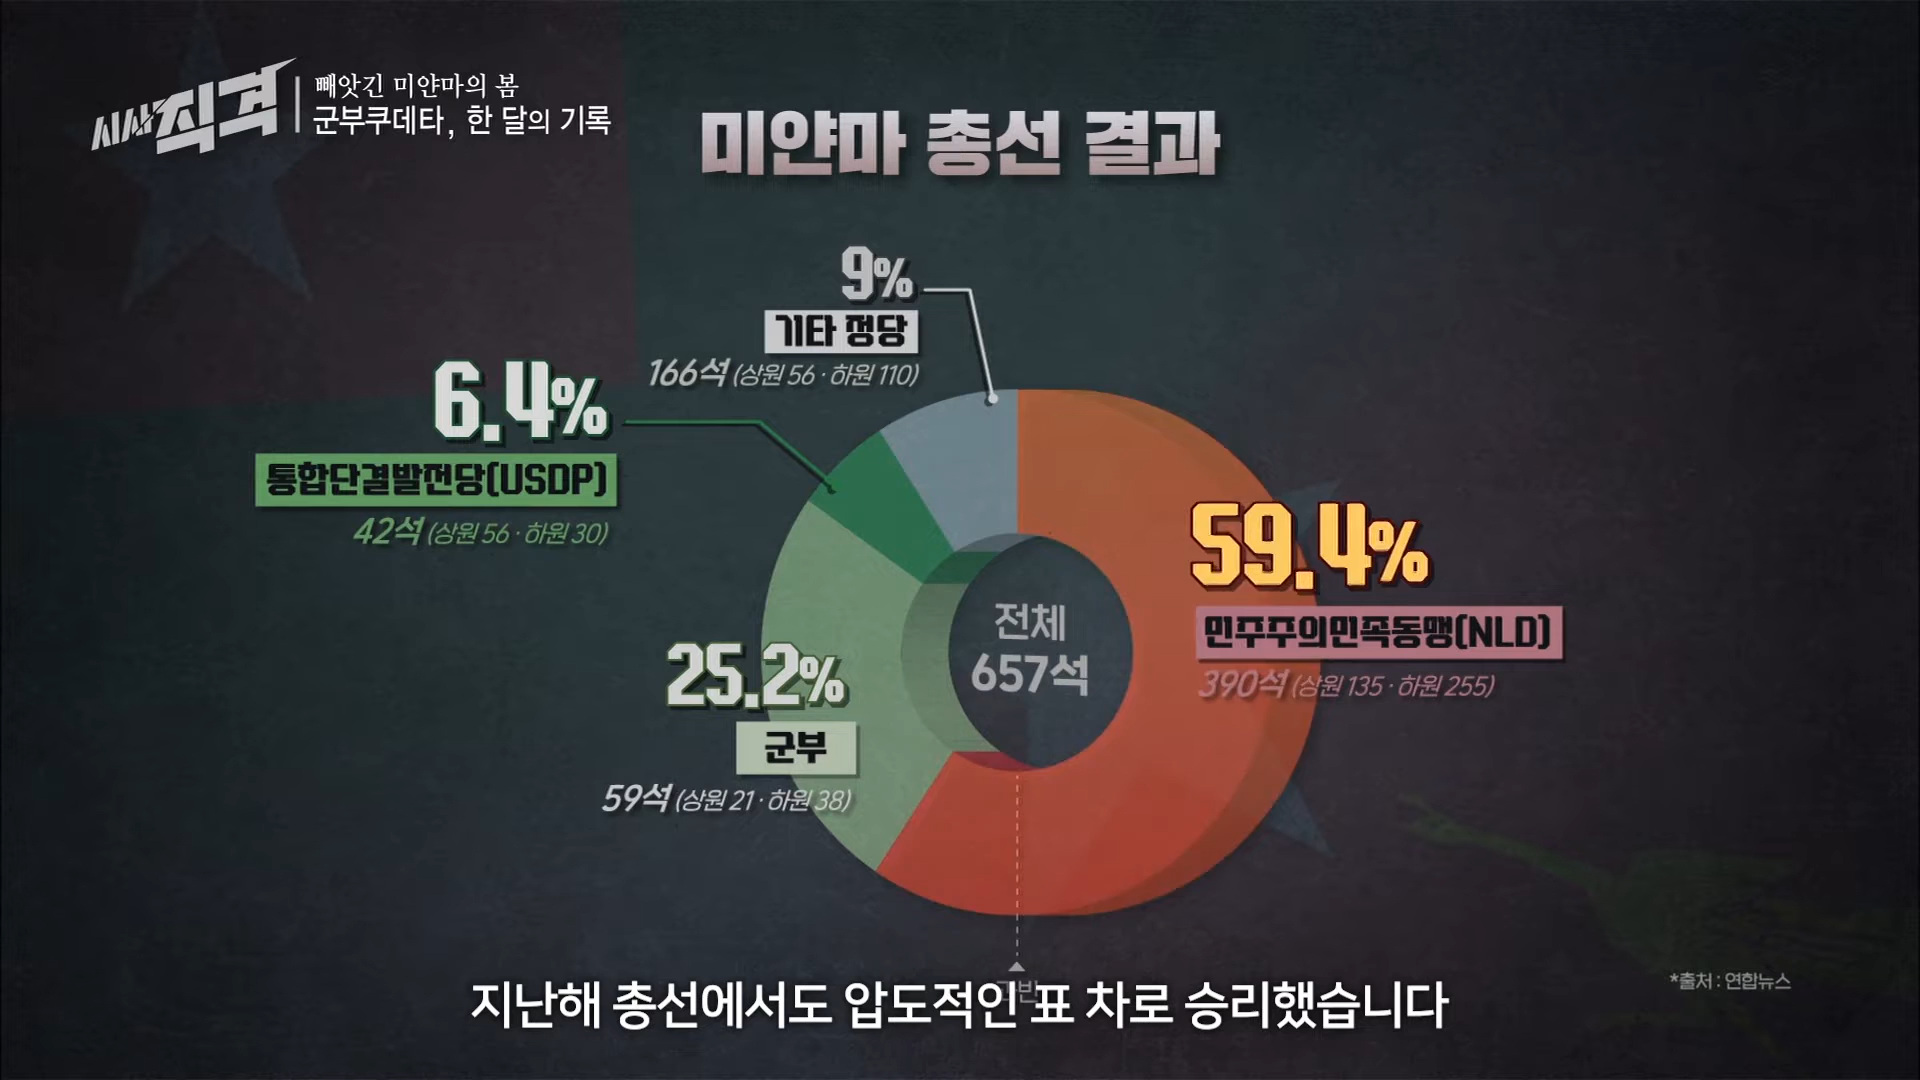 시사직격
빼앗긴 미얀마의 봄
군부쿠데타, 한 달의 기록
미얀마 총선 결과
9%
기타 정당
166석 (상원 56 · 하원 110)
6.4%
통합단결발전당(USDP)
42석 (상원 56 · 하원 30)
59.4%
민주주의민족동맹(NLD)
390석 (상원 135 · 하원 255)
전체
657석
25.2%
군부
59석 (상원 21 · 하원 38)
*출처 : 연합뉴스
지난해 총선에서도 압도적인 표 차로 승리했습니다